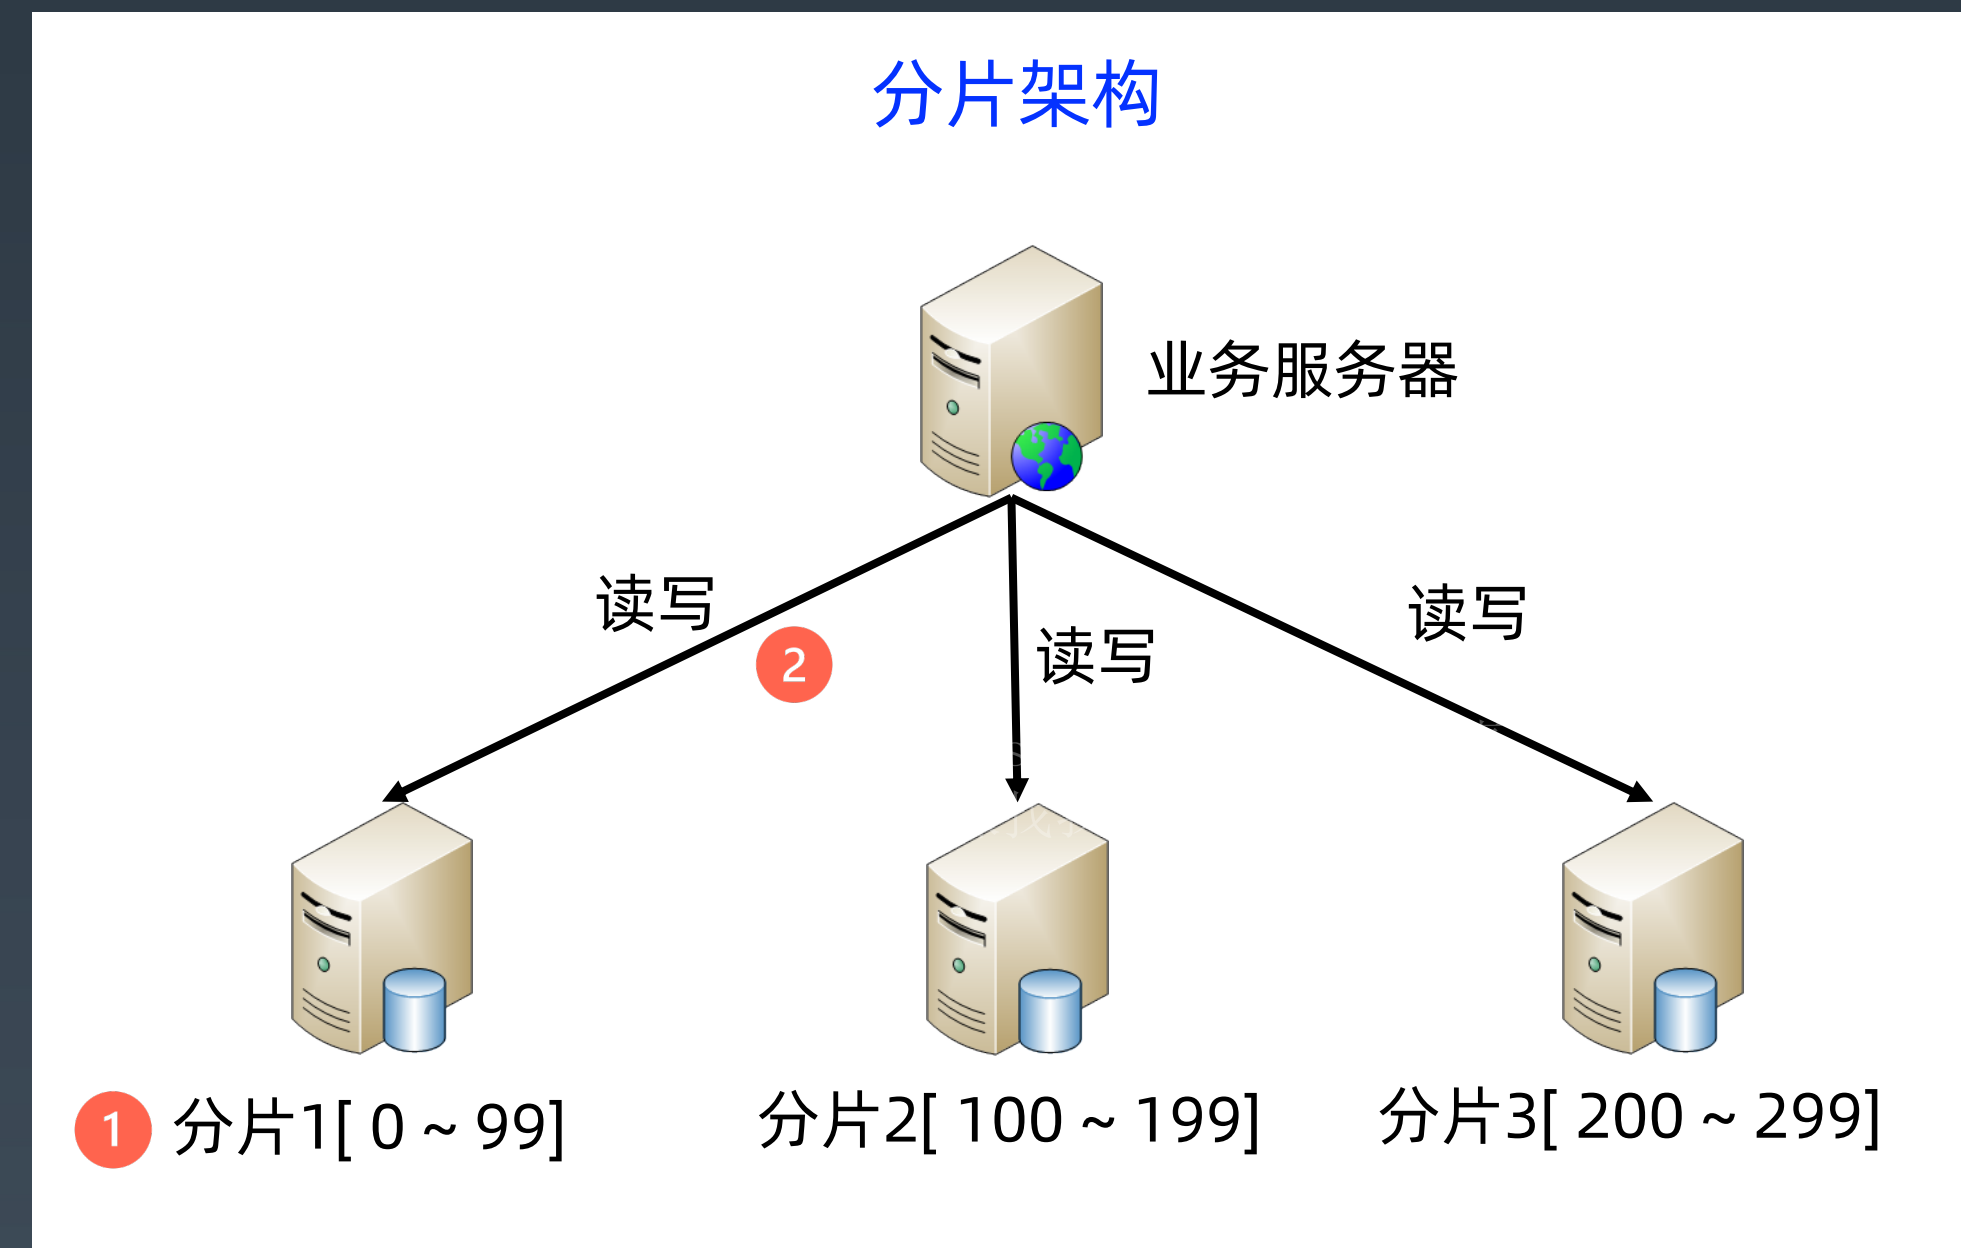 分片架构
业务服务器
读写
读写
读写
2
1
分片1[ 0 ~ 99]
分片2[ 100 ~ 199]
分片3[ 200 ~ 299]